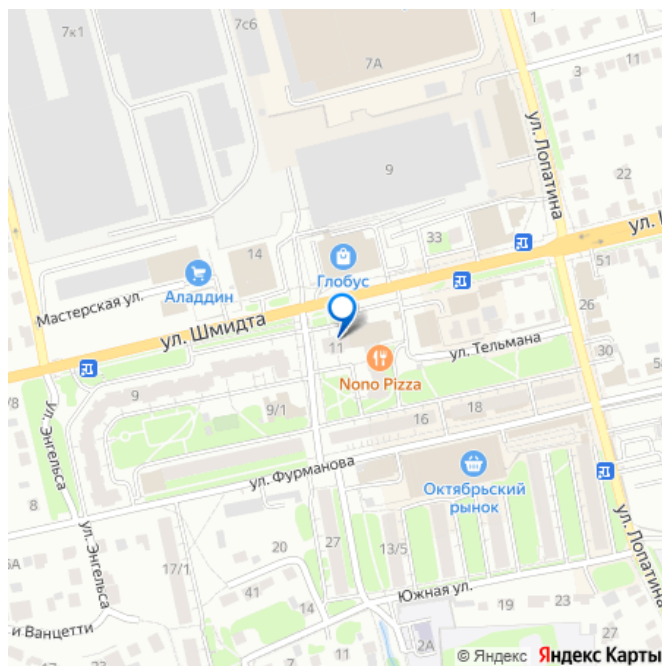 7к1
7с6
7А
1
3
11
ул. Лопатина
9
22
33
14
Глобус
Аладдин
Мастерская ул.
ул. Шмидта
51
26
11
ул. Тельмана
30
Nono Pizza
9
9/1
16
18
ул. Энгельса
8
ул. Фурманова
Октябрьский
рынок
ул. Лопатина
ул. Энгельса
17/1
20
27
13/5
41
14
Южная ул.
и Ванцетти
2А
19
23
27
© Яндекс Яндекс Карты